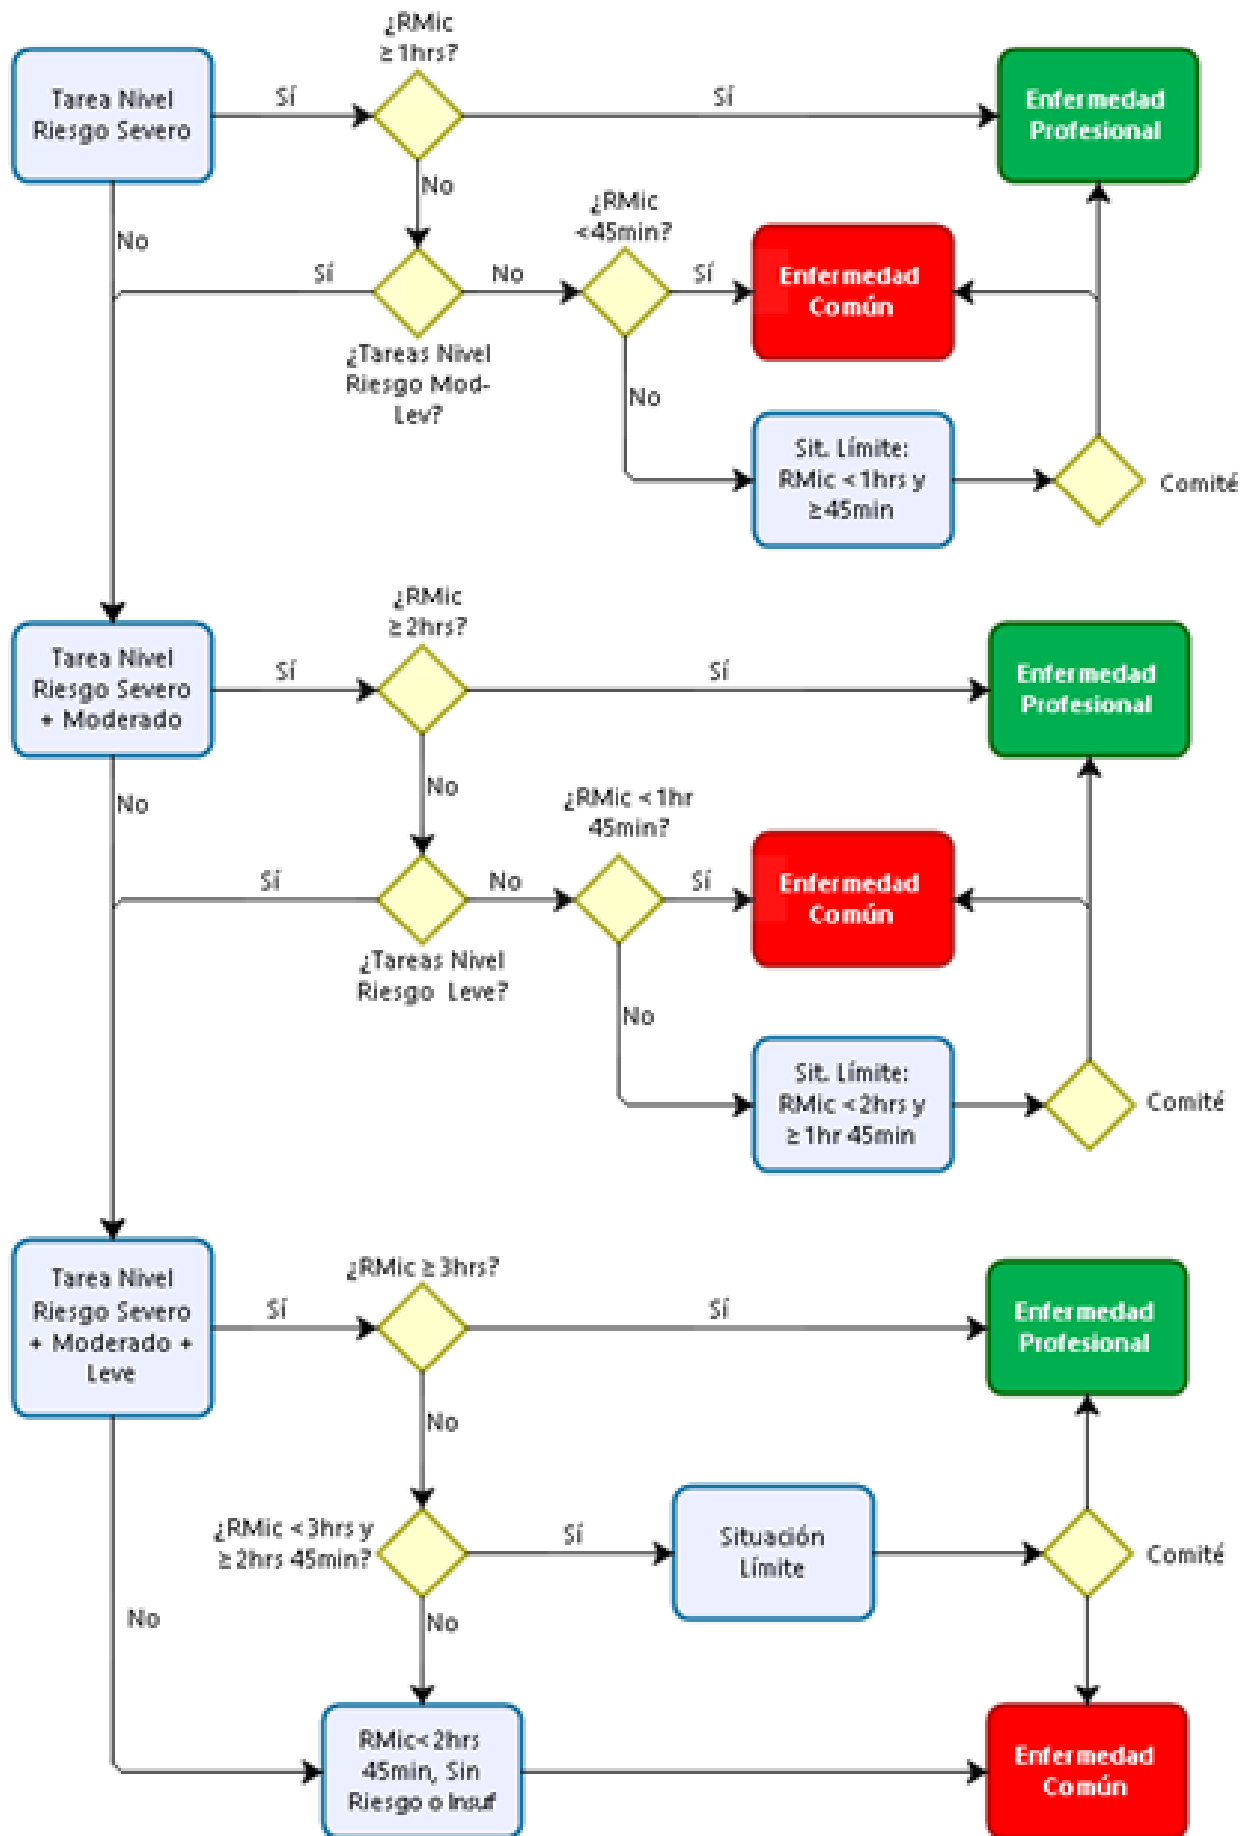 ¿RMic
≥1hrs?
Tarea Nivel
Riesgo Severo
Sí
Sí
Enfermedad
Profesional
No
No
¿RMic
<45min?
Sí
No
Sí
Enfermedad
Común
¿Tareas Nivel
Riesgo Mod-
Lev?
No
Sit. Límite:
RMic <1hrs y
≥45min
Comité
¿RMic
≥2hrs?
Tarea Nivel
Riesgo Severo
+ Moderado
Sí
Sí
Enfermedad
Profesional
No
No
¿RMic <1hr
45min?
Sí
No
Sí
Enfermedad
Común
¿Tareas Nivel
Riesgo Leve?
No
Sit. Límite:
RMic <2hrs y
≥1hr 45min
Comité
¿RMic ≥3hrs?
Tarea Nivel
Riesgo Severo
+ Moderado +
Leve
Sí
Sí
Enfermedad
Profesional
No
¿RMic <3hrs y
≥2hrs 45min?
Sí
Situación
Límite
Comité
No
No
RMic<2hrs
45min, Sin
Riesgo o Insuf
Enfermedad
Común